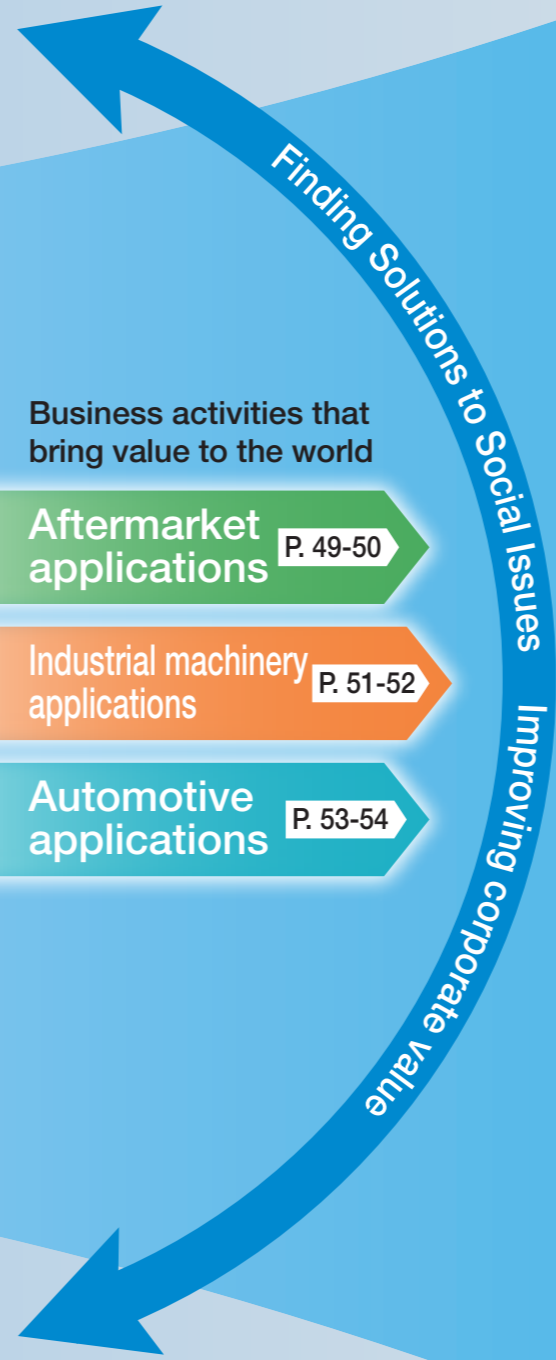 Finding Solutions to Social Issues
Improving corporate value
Business activities that
bring value to the world
Aftermarket
applications
P. 49-50
Industrial machinery
applications
P. 51-52
Automotive
applications
P. 53-54